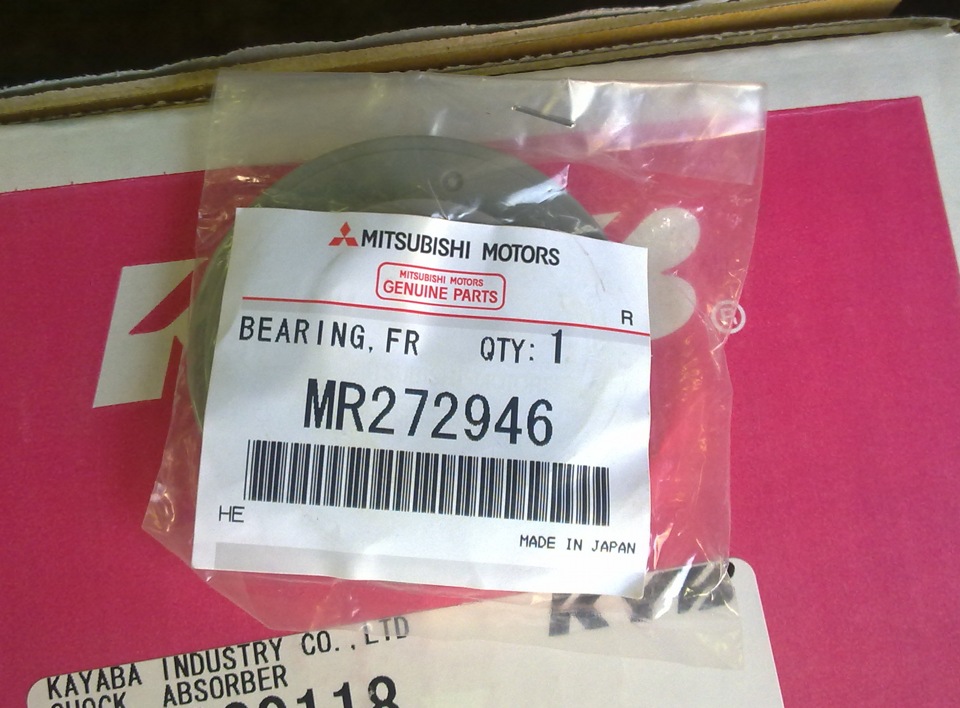 MITSUBISHI MOTORS
MITSUBISHI MOTORS
GENUINE PARTS
R
BEARING, FR QTY: 1
MR272946
HE
MADE IN JAPAN
®
KYB
KAYABA INDUSTRY CO.,LTD
SHOCK ABSORBER